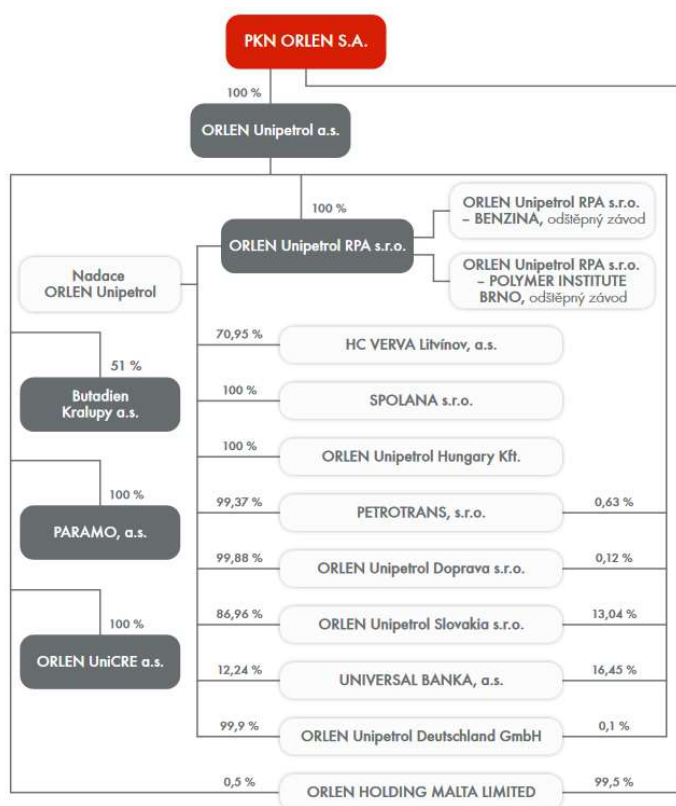 PKN ORLEN S.A.
100 %
ORLEN Unipetrol a.s.
100 %
ORLEN Unipetrol RPA s.r.o.
ORLEN Unipetrol RPA s.r.o.
– BENZINA, odštěpný závod
ORLEN Unipetrol RPA s.r.o.
– POLYMER INSTITUTE
BRNO, odštěpný závod
Nadace
ORLEN Unipetrol
70,95 %
HC VERVA Litvínov, a.s.
51 %
Butadien
Kralupy a.s.
100 %
SPOLANA s.r.o.
100 %
ORLEN Unipetrol Hungary Kft.
100 %
PARAMO, a.s.
99,37 %
PETROTRANS, s.r.o.
0,63 %
99,88 %
ORLEN Unipetrol Doprava s.r.o.
0,12 %
100 %
ORLEN UniCRE a.s.
86,96 %
ORLEN Unipetrol Slovakia s.r.o.
13,04 %
12,24 %
UNIVERSAL BANKA, a.s.
16,45 %
99,9 %
ORLEN Unipetrol Deutschland GmbH
0,1 %
0,5 %
ORLEN HOLDING MALTA LIMITED
99,5 %